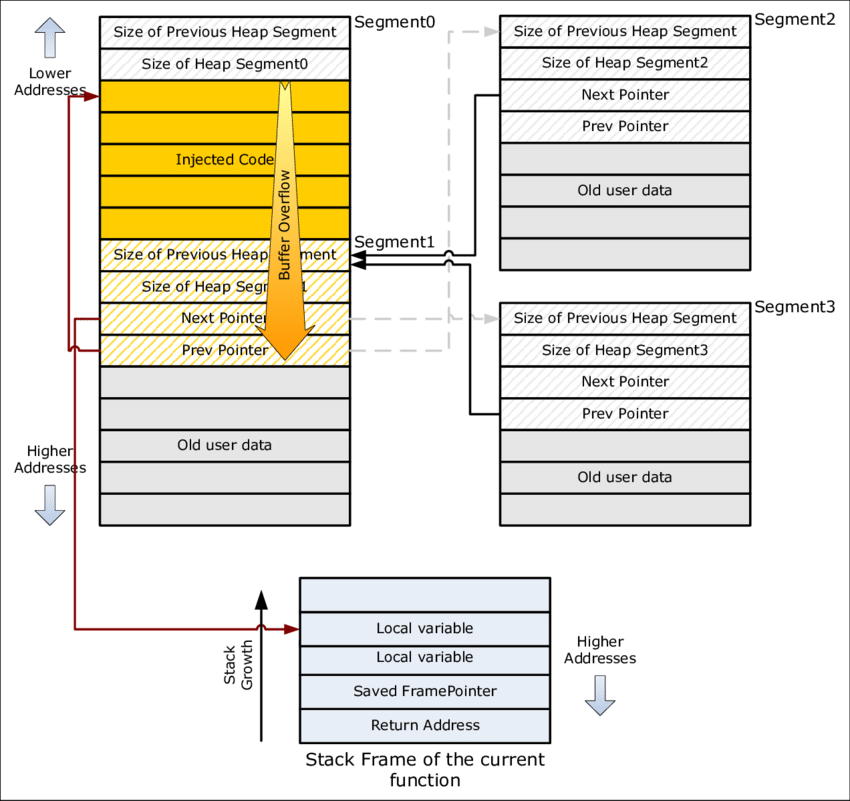 Segment0
Segment2
Size of Previous Heap Segment
Size of Heap Segment0
Lower
Addresses
Injected Code
Buffer Overflow
Segment1
Size of Previous Heap Segment
Size of Heap Segment1
Next Pointer
Prev Pointer
Old user data
Higher
Addresses
Size of Previous Heap Segment
Size of Heap Segment2
Next Pointer
Prev Pointer
Old user data
Segment3
Size of Previous Heap Segment
Size of Heap Segment3
Next Pointer
Prev Pointer
Old user data
Stack
Growth
Local variable
Local variable
Saved FramePointer
Return Address
Higher
Addresses
Stack Frame of the current
function